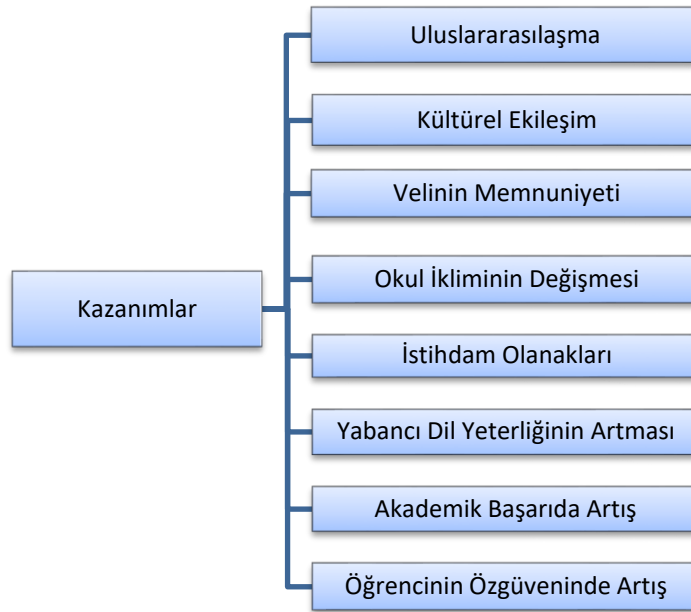 Kazanımlar
Uluslararasılaşma
Kültürel Ekileşim
Velinin Memnuniyeti
Okul İkliminin Değişmesi
İstihdam Olanakları
Yabancı Dil Yeterliğinin Artması
Akademik Başarıda Artış
Öğrencinin Özgüveninde Artış